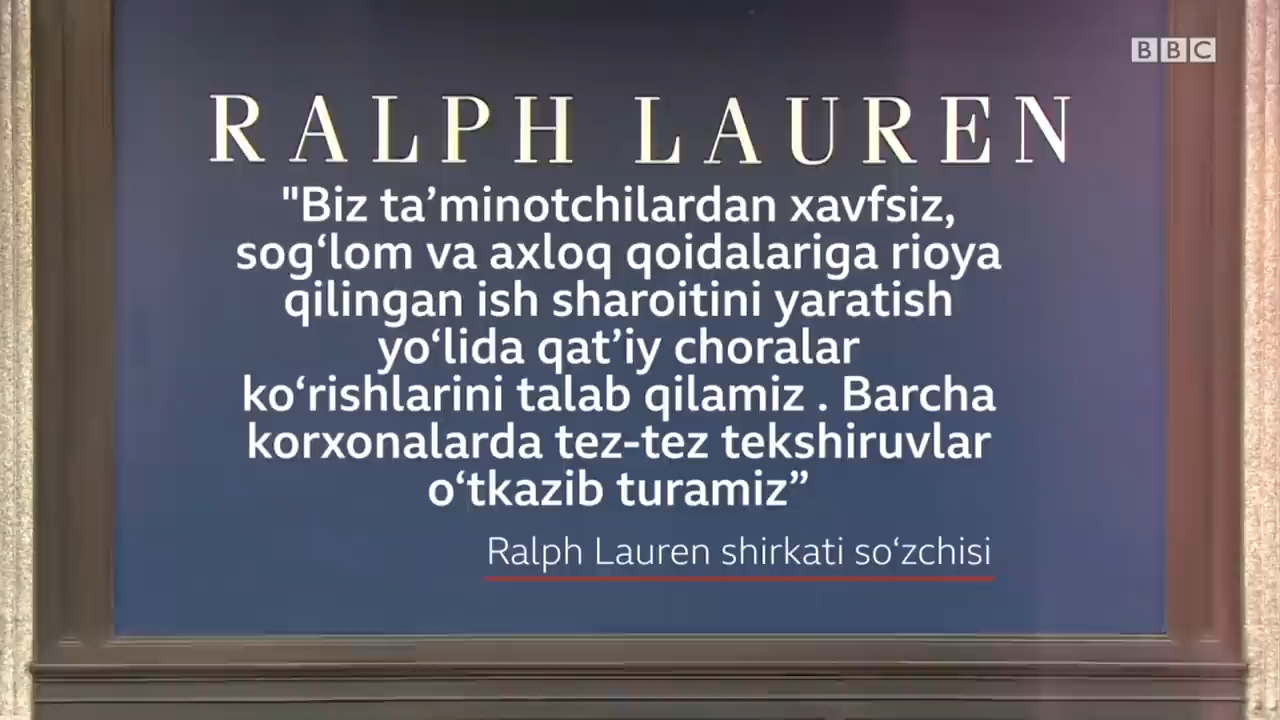 BBC
RALPH LAUREN
"Biz ta’minotchilardan xavfsiz,
sog‘lom va axloq qoidalariga rioya
qilingan ish sharoitini yaratish
yo‘lida qat’iy choralar
ko‘rishlarini talab qilamiz . Barcha
korxonalarda tez-tez tekshiruvlar
o‘tkazib turamiz”
Ralph Lauren shirkati so‘zchisi